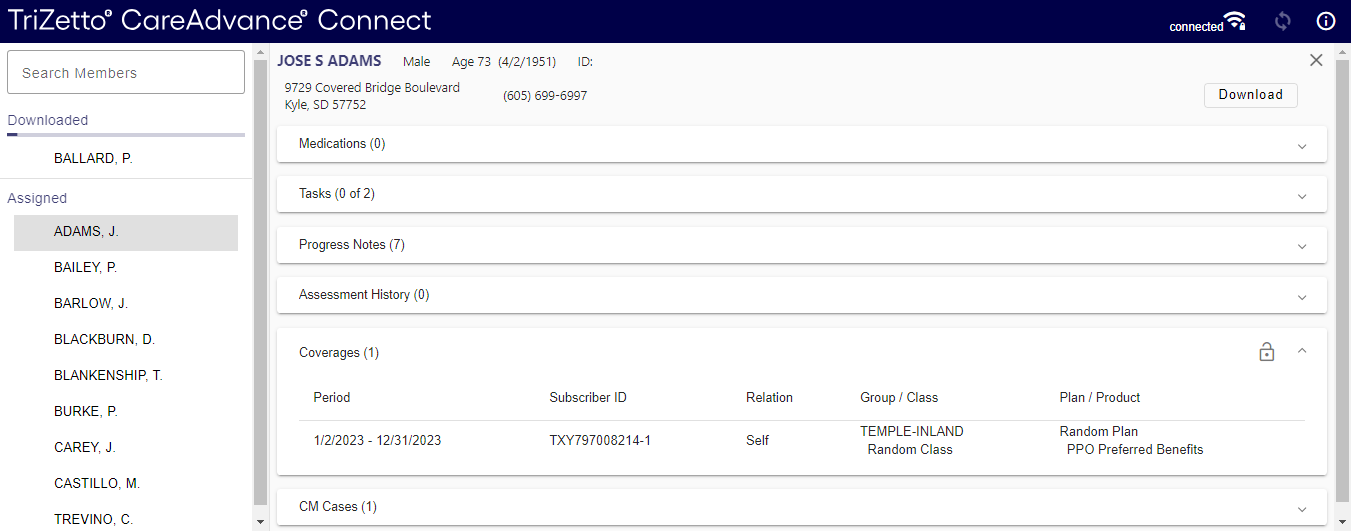 TriZetto® CareAdvance® Connect
connected
Search Members
Downloaded
BALLARD, P.
Assigned
ADAMS, J.
BAILEY, P.
BARLOW, J.
BLACKBURN, D.
BLANKENSHIP, T.
BURKE, P.
CAREY, J.
CASTILLO, M.
TREVINO, C.
JOSE S ADAMS Male Age 73 (4/2/1951) ID:
9729 Covered Bridge Boulevard
Kyle, SD 57752
(605) 699-6997
Download
Medications (0)
Tasks (0 of 2)
Progress Notes (7)
Assessment History (0)
Coverages (1)
Period Subscriber ID Relation Group / Class Plan / Product
1/2/2023 - 12/31/2023 TXY797008214-1 Self TEMPLE-INLAND Random Plan
Random Class PPO Preferred Benefits
CM Cases (1)